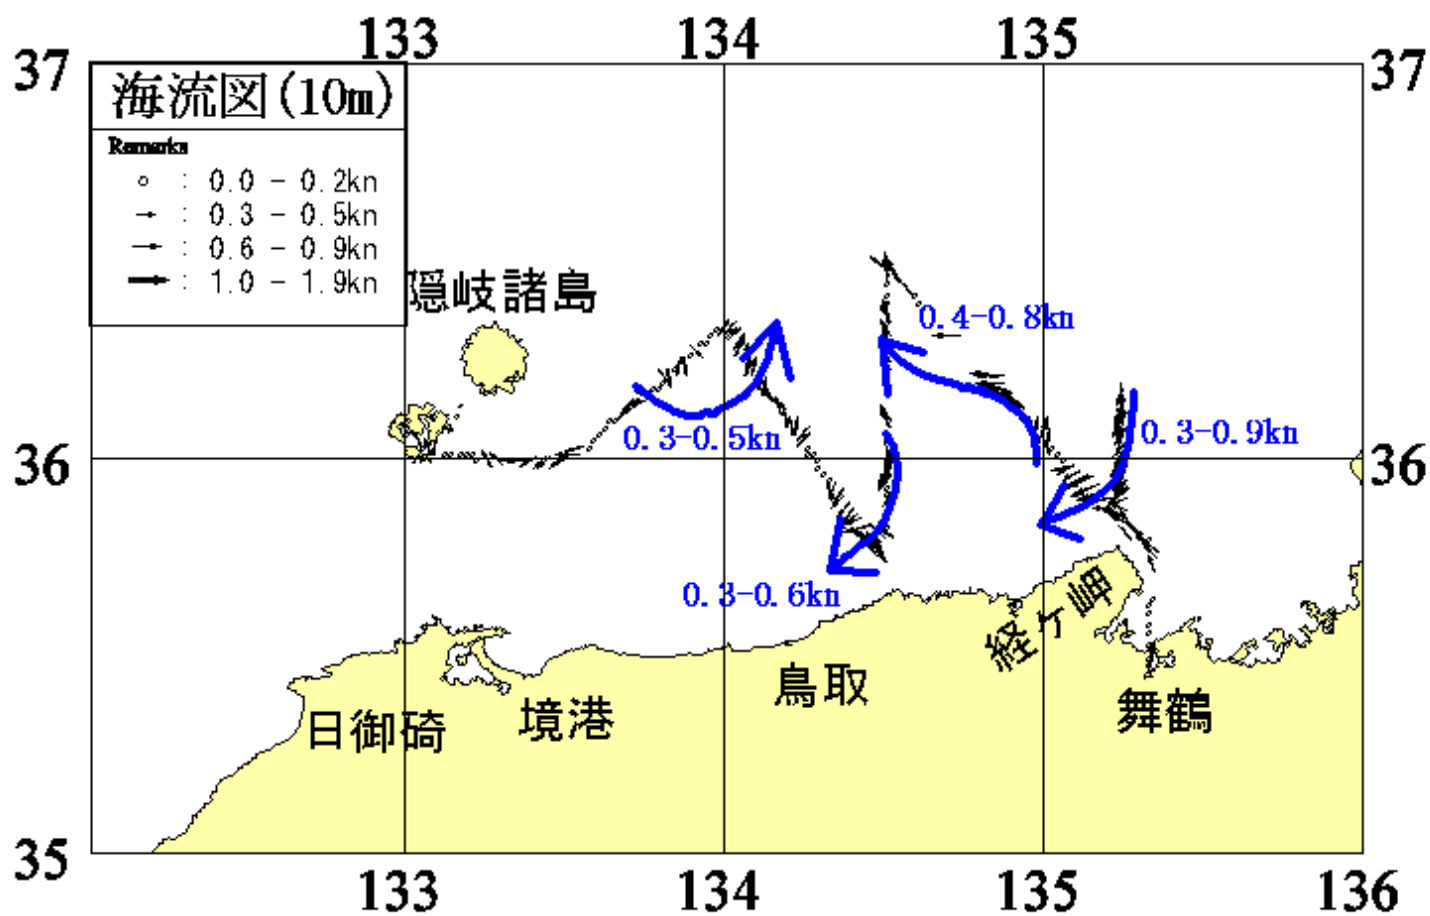 133 134 135
37 37
海流図(10m)
Remarks
: 0.0 - 0.2kn
: 0.3 - 0.5kn
: 0.6 - 0.9kn
: 1.0 - 1.9kn
隠岐諸島
0.4-0.8kn
0.3-0.5kn
0.3-0.9kn
36 36
0.3-0.6kn
経ヶ岬
鳥取
舞鶴
境港
日御碕
35
133 134 135 136